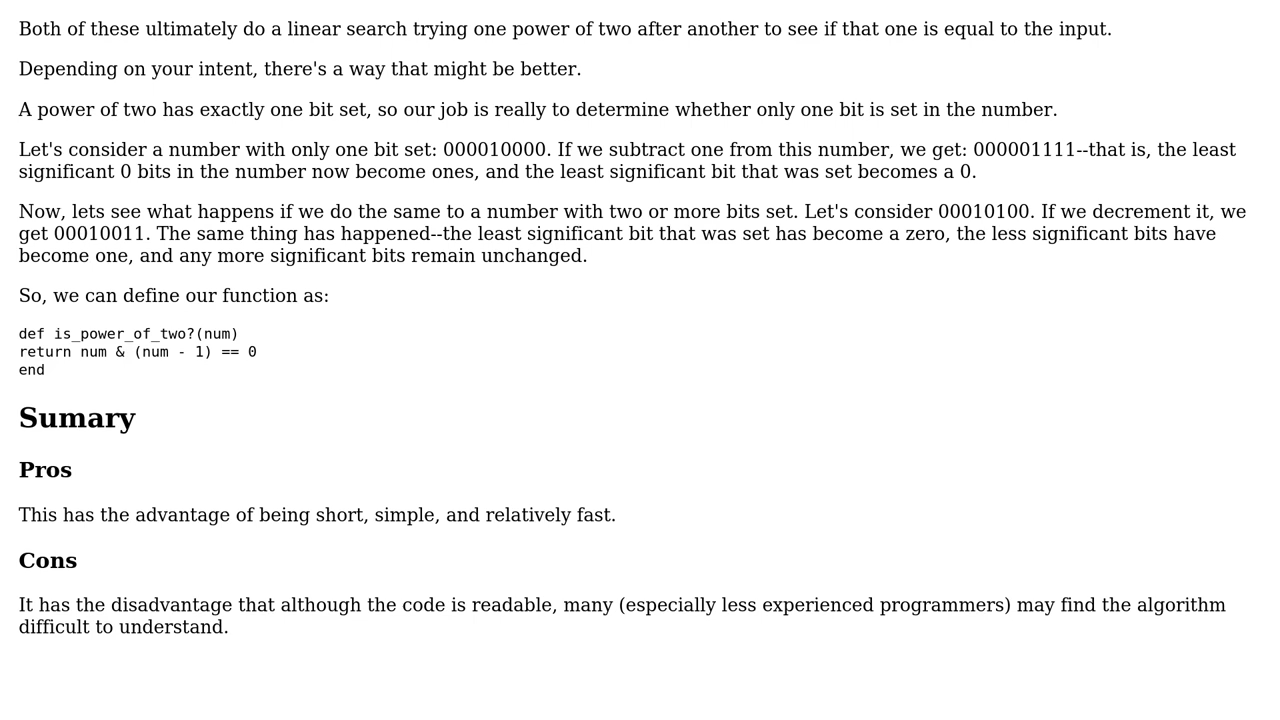 Both of these ultimately do a linear search trying one power of two after another to see if that one is equal to the input.
Depending on your intent, there's a way that might be better.
A power of two has exactly one bit set, so our job is really to determine whether only one bit is set in the number.
Let's consider a number with only one bit set: 000010000. If we subtract one from this number, we get: 000001111--that is, the least
significant 0 bits in the number now become ones, and the least significant bit that was set becomes a 0.
Now, lets see what happens if we do the same to a number with two or more bits set. Let's consider 00010100. If we decrement it, we
get 00010011. The same thing has happened--the least significant bit that was set has become a zero, the less significant bits have
become one, and any more significant bits remain unchanged.
So, we can define our function as:
def is_power_of_two?(num)
return num & (num - 1) == 0
end
Sumary
Pros
This has the advantage of being short, simple, and relatively fast.
Cons
It has the disadvantage that although the code is readable, many (especially less experienced programmers) may find the algorithm
difficult to understand.